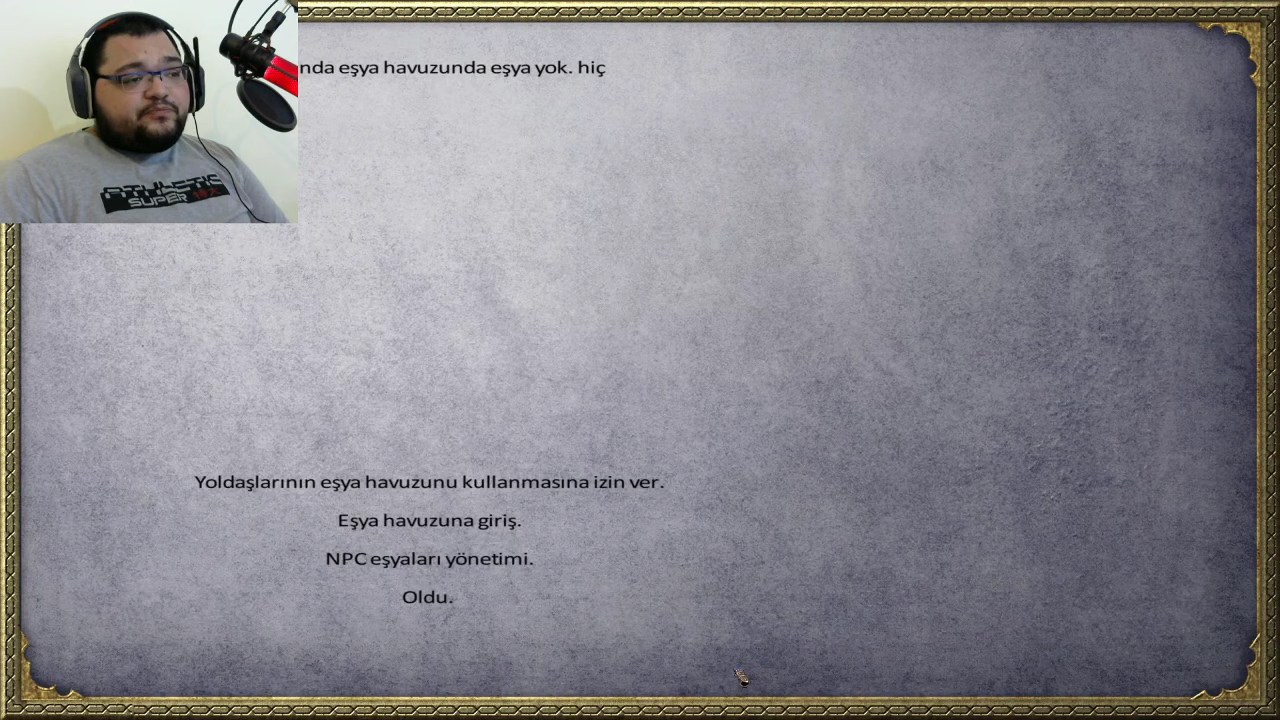 nda eşya havuzunda eşya yok. hiç
SUPER
Yoldaşlarının eşya havuzunu kullanmasına izin ver.
Eşya havuzuna giriş.
NPC eşyaları yönetimi.
Oldu.